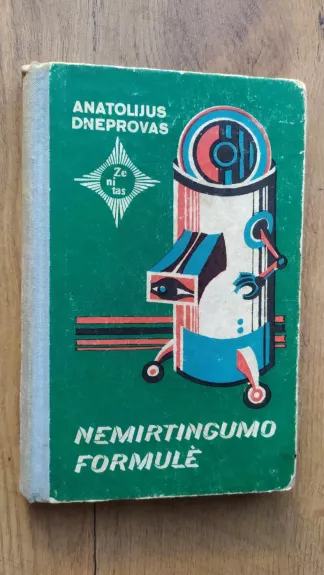 ANATOLIJUS
DNEPROVAS
Ze
ni
tas
NEMIRTINGUMO
FORMULĖ